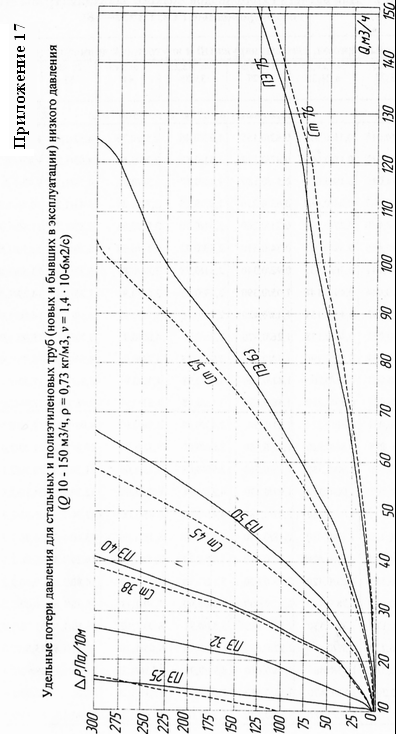 Приложение 17
Удельные потери давления для стальных и полиэтиленовых труб (новых и бывших в эксплуатации) низкого давления
(Q 10 - 150 м3/ч, ρ = 0,73 кг/м3, ν = 1,4 · 10-6м2/с)
ΔP,Па/10м
300
275
250
225
200
175
150
125
100
75
50
25
0
ПЭ 25
ПЭ 32
Ст 38
ПЭ 40
Ст 45
ПЭ 50
Ст 57
ПЭ 63
ПЭ 75
Ст 76
10
20
30
40
50
60
70
80
90
100
120
130
140
150
Q,м3/ч